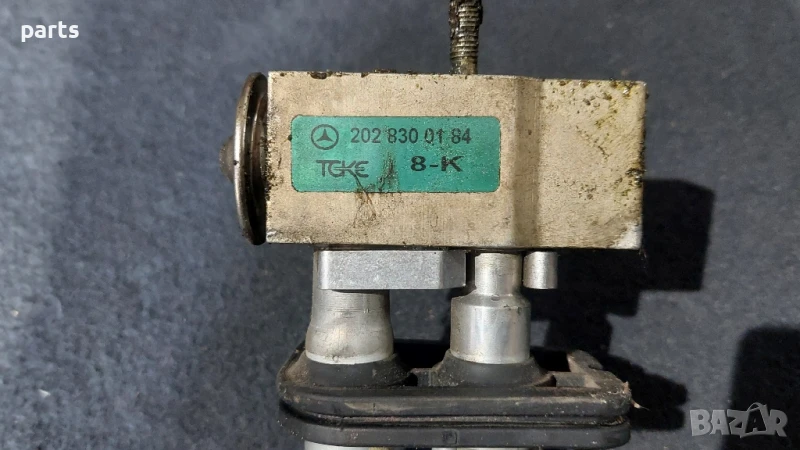 parts
202 830 01 84
TGKE 8-K
BAZAR